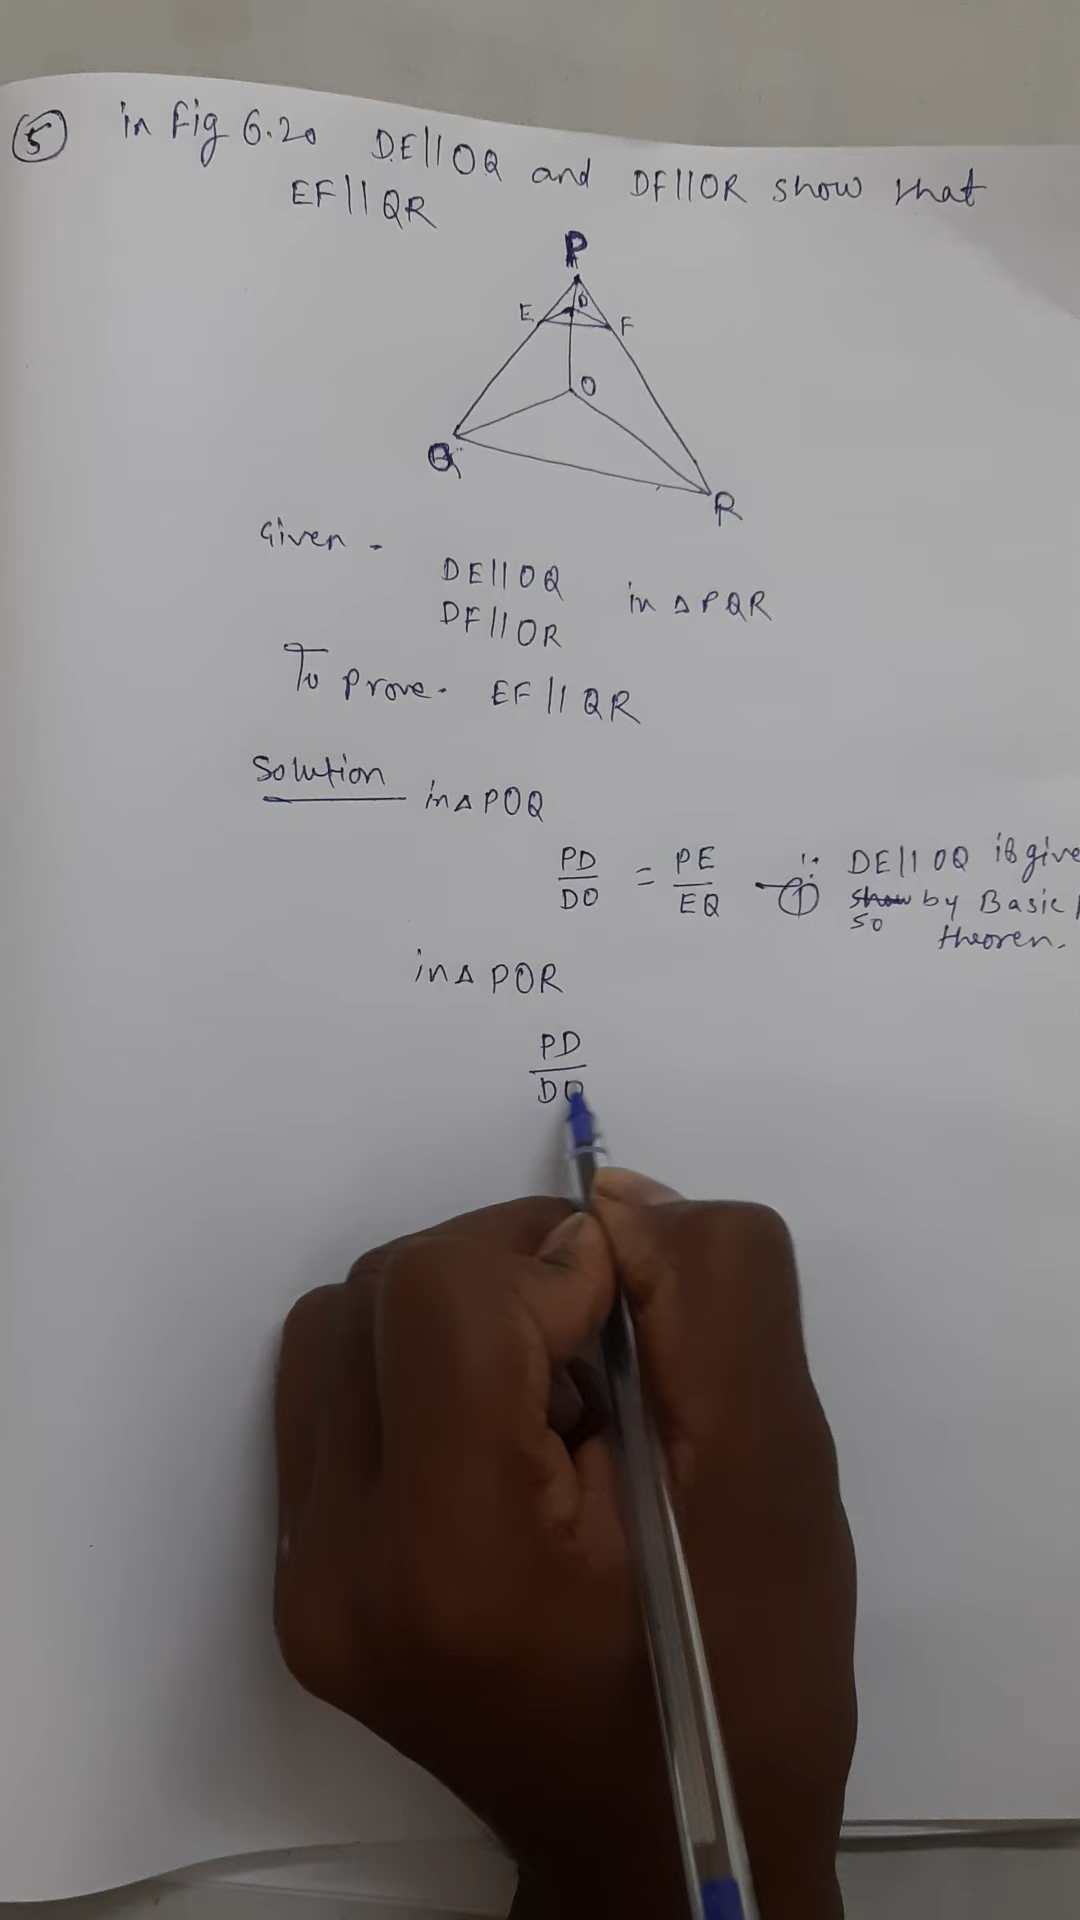 5 in Fig 6.20 DE||OQ and DF||OR show that
EF||QR
P
E D F
O
Q
R
Given -
DE||OQ
DF||OR in △PQR
To prove - EF||QR
Solution in △POQ
PD/DO = PE/EQ - ① ∵ DE||OQ is give
so by Basic
theoren.
in △ POR
PD
DO